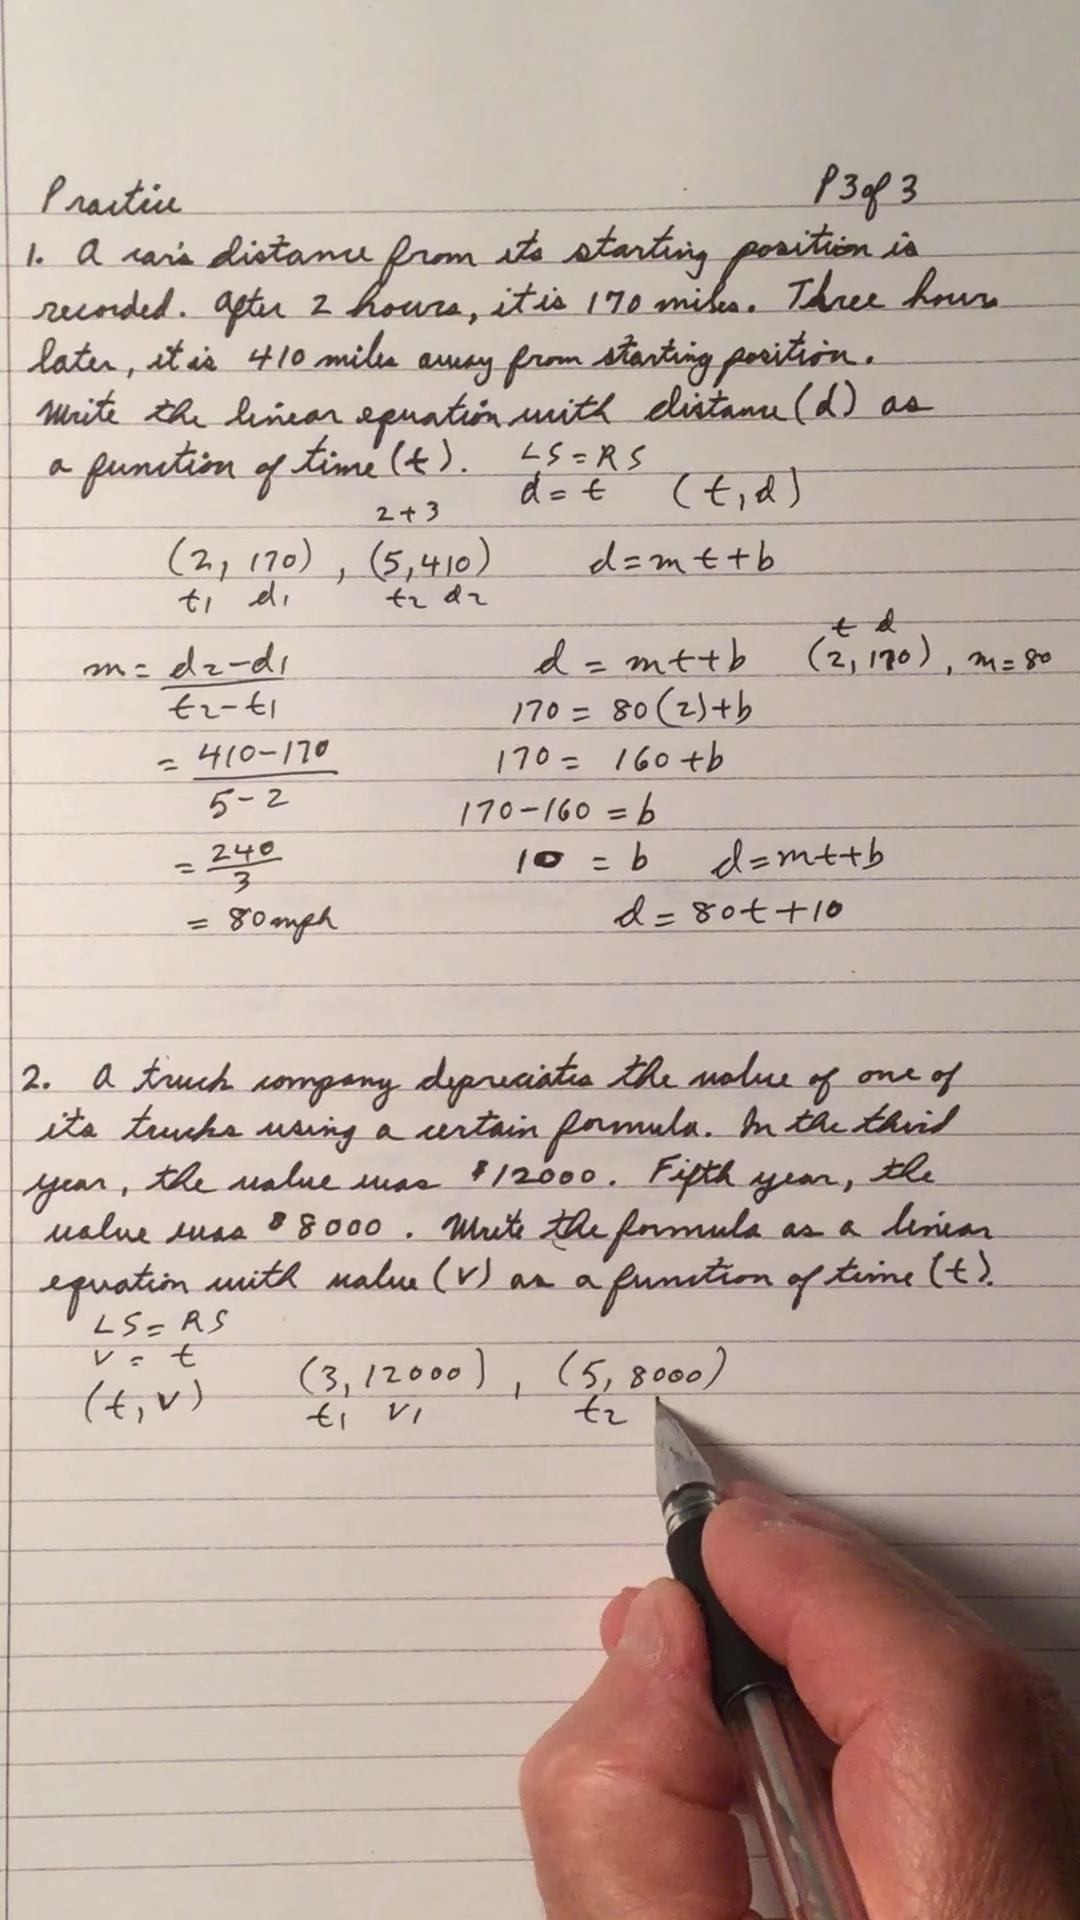 Practice P 3 of 3
1. A car's distance from its starting position is
recorded. After 2 hours, it is 170 miles. Three hours
later, it is 410 miles away from starting position.
Write the linear equation with distance (d) as
a function of time (t). LS = RS
d = t (t, d)
2+3
(2, 170), (5, 410) d = mt + b
t1 d1 t2 d2
t d
m = d2 - d1 d = mt + b (2, 170), m = 80
t2 - t1 170 = 80(2) + b
= 410 - 170 170 = 160 + b
5 - 2 170 - 160 = b
= 240 10 = b d = mt + b
3
= 80 mph d = 80t + 10
2. A truck company depreciates the value of one of
its trucks using a certain formula. In the third
year, the value was $12000. Fifth year, the
value was $8000. Write the formula as a linear
equation with value (v) as a function of time (t).
LS = RS
v = t
(t, v) (3, 12000), (5, 8000)
t1 v1 t2